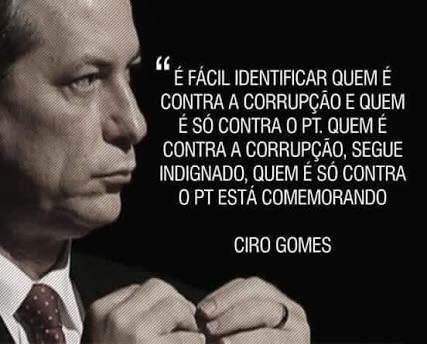 “É FÁCIL IDENTIFICAR QUEM É
CONTRA A CORRUPÇÃO E QUEM
É SÓ CONTRA O PT. QUEM É
CONTRA A CORRUPÇÃO, SEGUE
INDIGNADO, QUEM É SÓ CONTRA
O PT ESTÁ COMEMORANDO
CIRO GOMES